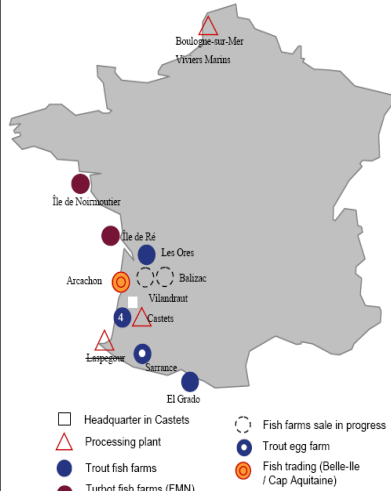 Boulogne-sur-Mer
Viviers Marins
Île de Noirmoutier
Île de Ré
Les Ores
Arcachon
Balizac
Vilandraut
4
Castets
Laspegour
Sarrance
El Grado
Headquarter in Castets
Processing plant
Trout fish farms
Turbot fish farms (FMN)
Fish farms sale in progress
Trout egg farm
Fish trading (Belle-Ile
/ Cap Aquitaine)